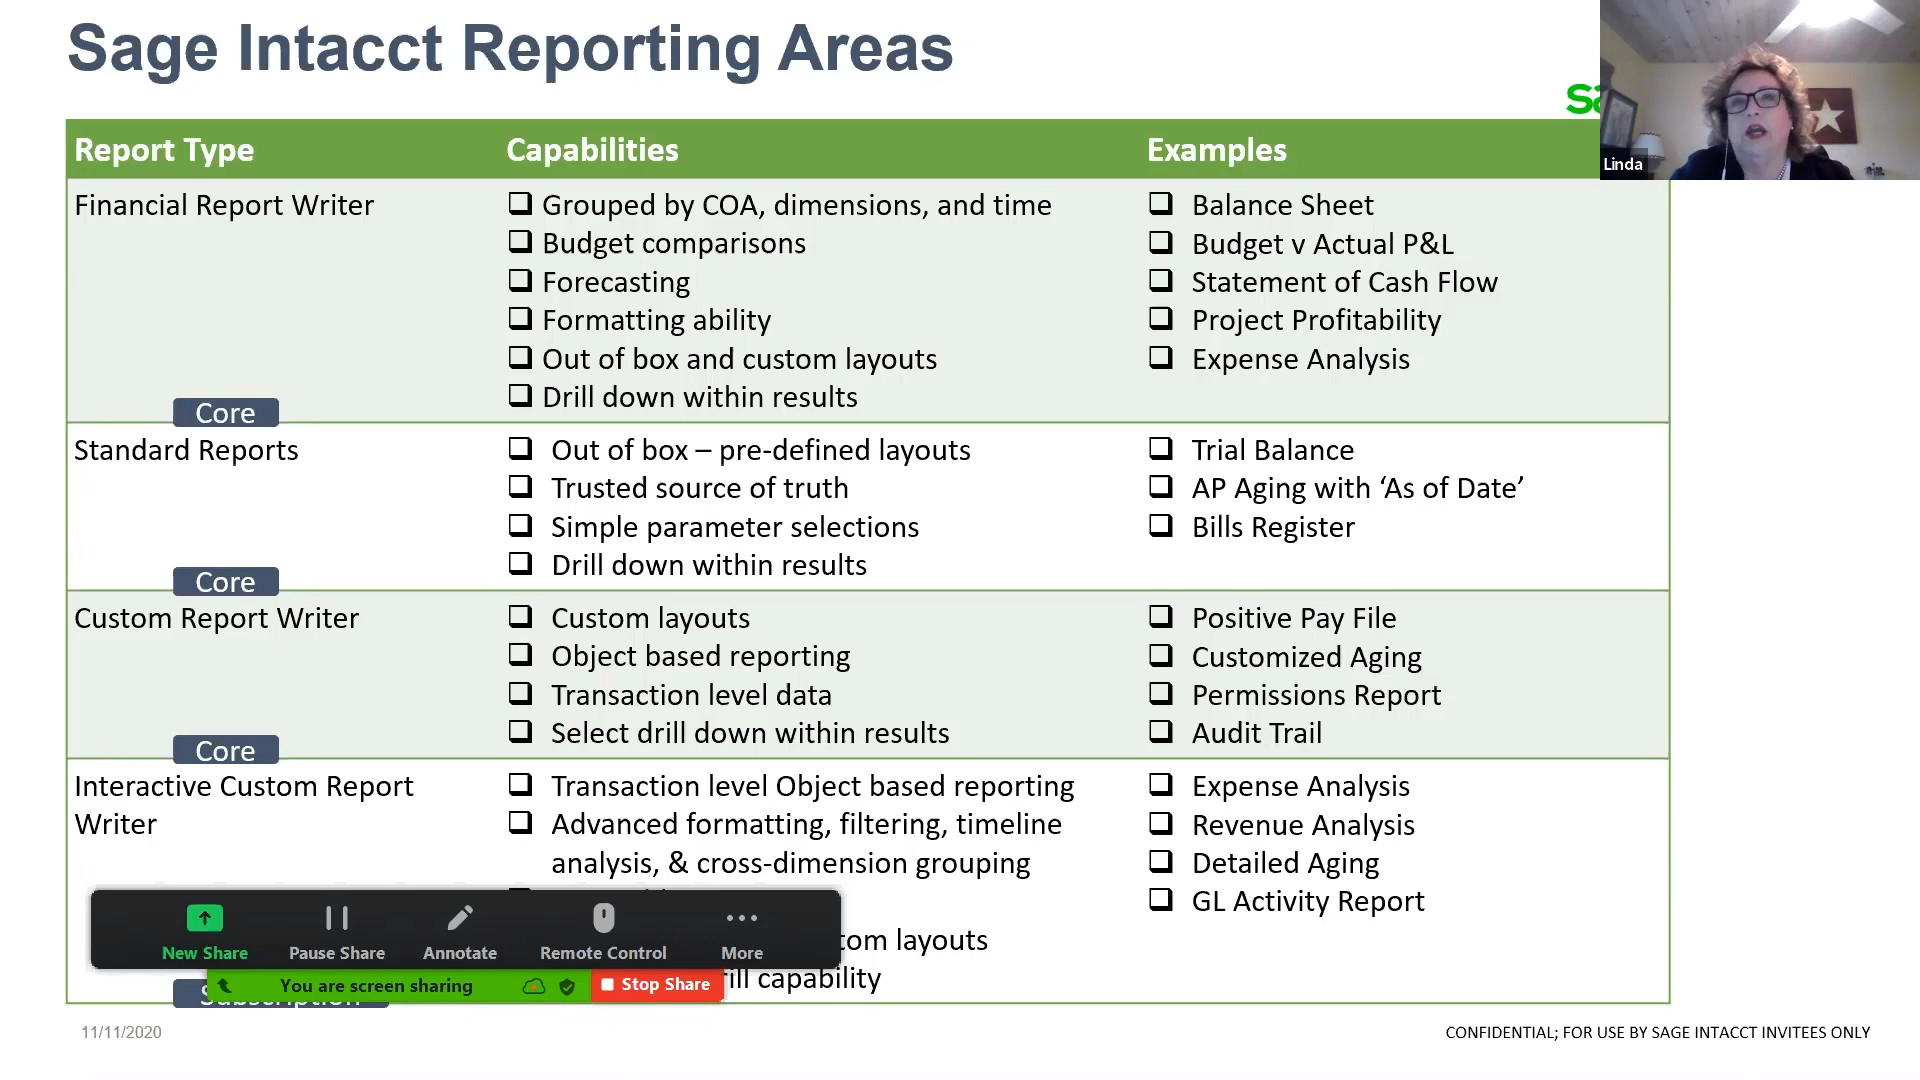 Sage Intacct Reporting Areas
Linda
Report Type Capabilities Examples
Financial Report Writer
Grouped by COA, dimensions, and time
Budget comparisons
Forecasting
Formatting ability
Out of box and custom layouts
Drill down within results
Balance Sheet
Budget v Actual P&L
Statement of Cash Flow
Project Profitability
Expense Analysis
Core
Standard Reports
Out of box – pre-defined layouts
Trusted source of truth
Simple parameter selections
Drill down within results
Trial Balance
AP Aging with ‘As of Date’
Bills Register
Core
Custom Report Writer
Custom layouts
Object based reporting
Transaction level data
Select drill down within results
Positive Pay File
Customized Aging
Permissions Report
Audit Trail
Core
Interactive Custom Report
Writer
Transaction level Object based reporting
Advanced formatting, filtering, timeline
analysis, & cross-dimension grouping
layouts
capability
Expense Analysis
Revenue Analysis
Detailed Aging
GL Activity Report
New Share Pause Share Annotate Remote Control More
You are screen sharing Stop Share
11/11/2020
CONFIDENTIAL; FOR USE BY SAGE INTACCT INVITEES ONLY